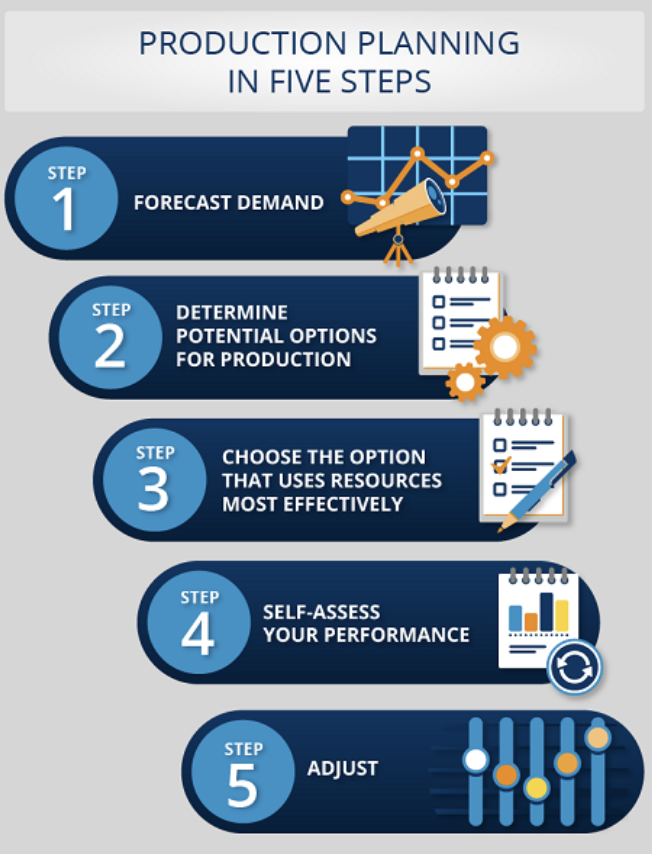 PRODUCTION PLANNING
IN FIVE STEPS
STEP
1
FORECAST DEMAND
STEP
2
DETERMINE
POTENTIAL OPTIONS
FOR PRODUCTION
STEP
3
CHOOSE THE OPTION
THAT USES RESOURCES
MOST EFFECTIVELY
STEP
4
SELF-ASSESS
YOUR PERFORMANCE
STEP
5
ADJUST